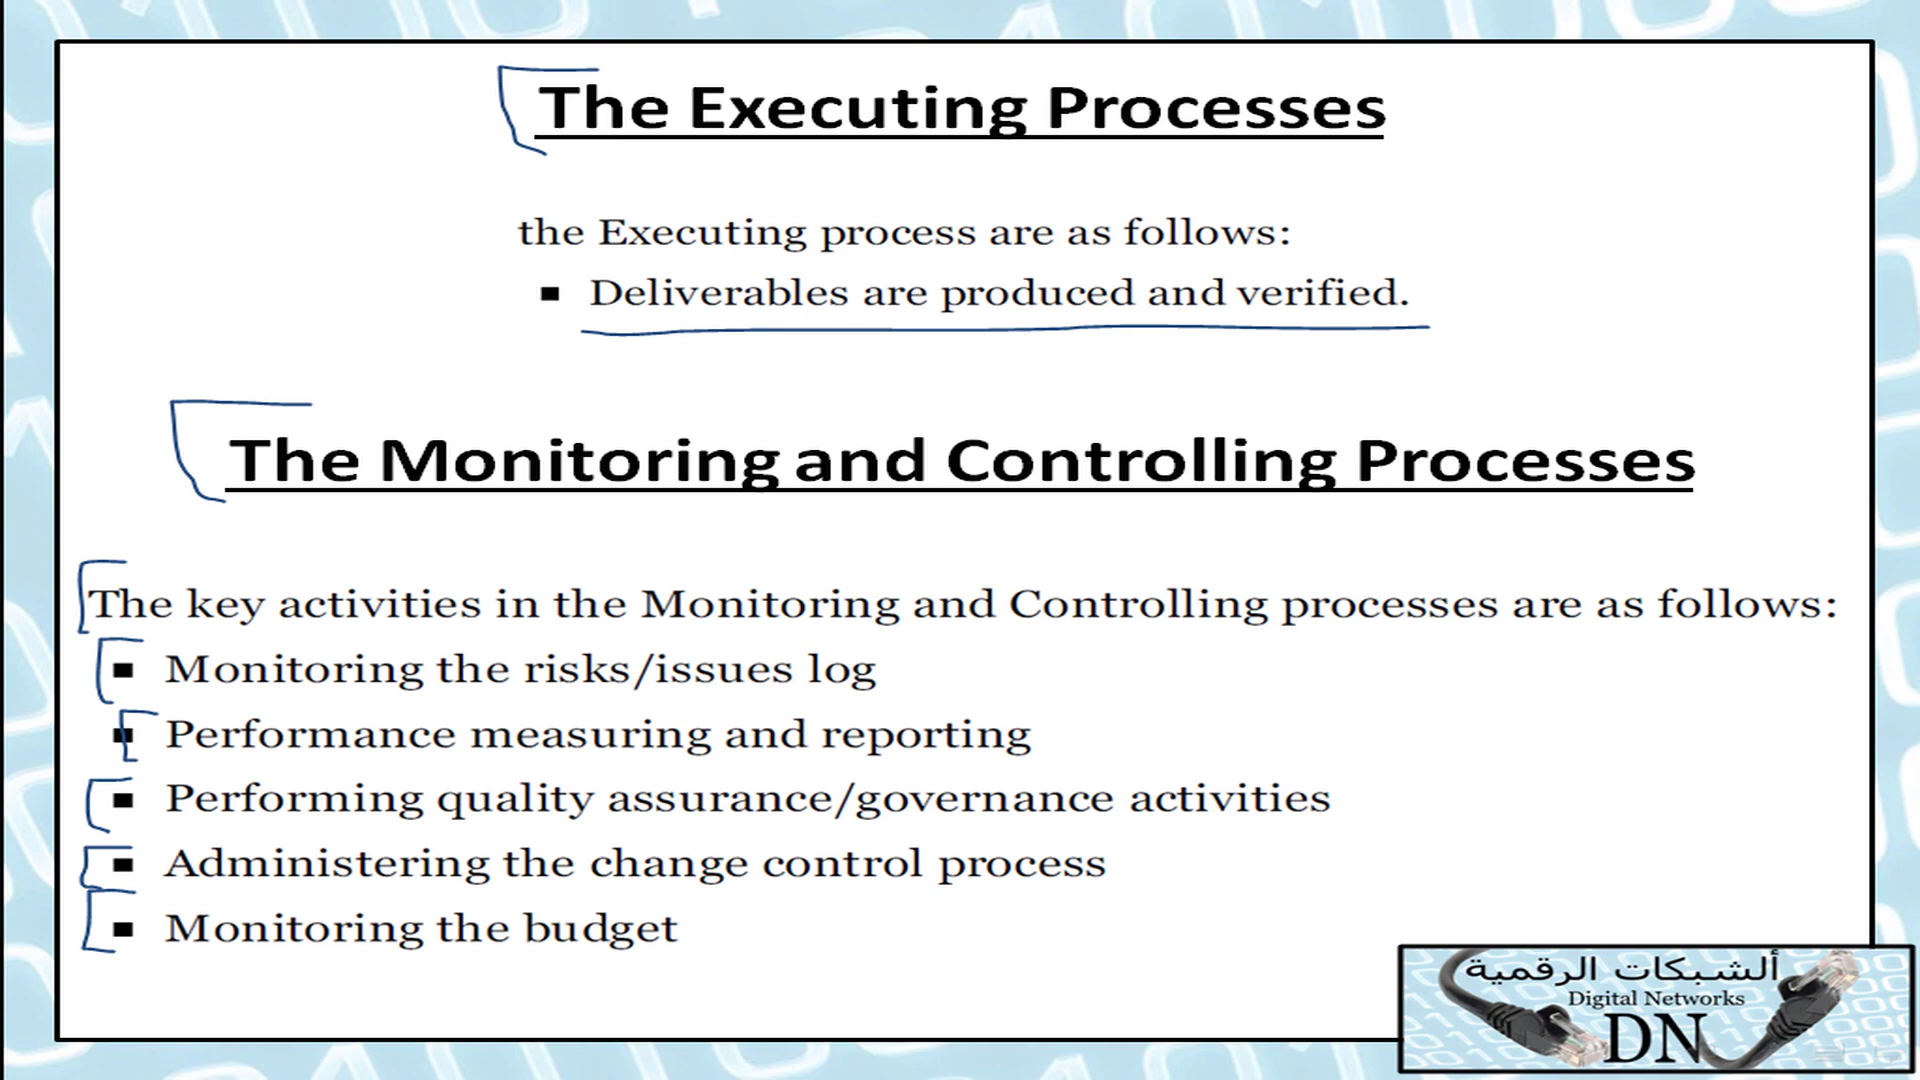 The Executing Processes
the Executing process are as follows:
▪ Deliverables are produced and verified.
The Monitoring and Controlling Processes
The key activities in the Monitoring and Controlling processes are as follows:
▪ Monitoring the risks/issues log
▪ Performance measuring and reporting
▪ Performing quality assurance/governance activities
▪ Administering the change control process
▪ Monitoring the budget
ألشبكات الرقمية
Digital Networks
DN